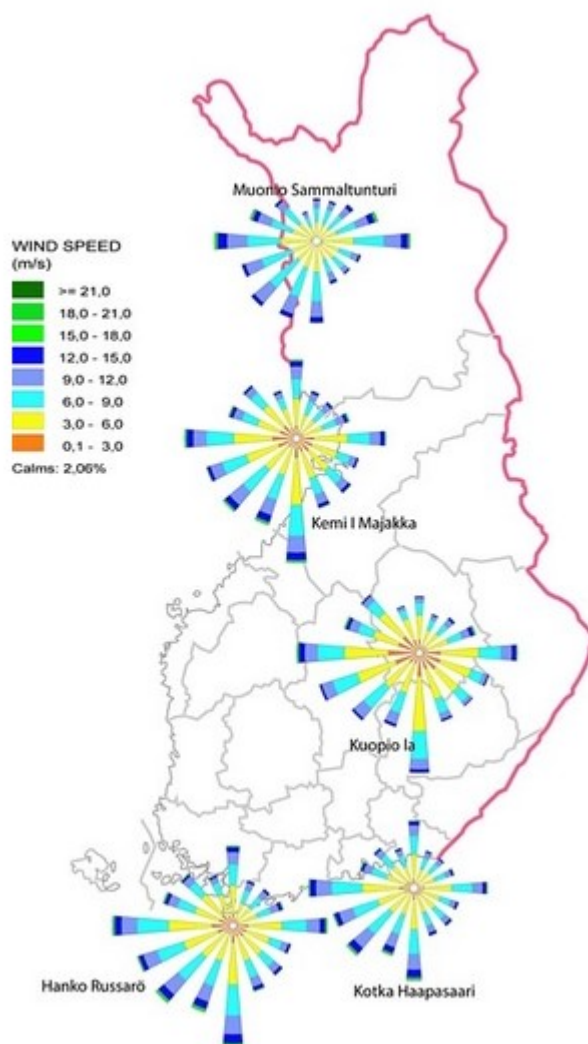 Muonio Sammaltunturi
WIND SPEED
(m/s)
>= 21,0
18,0 - 21,0
15,0 - 18,0
12,0 - 15,0
9,0 - 12,0
6,0 - 9,0
3,0 - 6,0
0,1 - 3,0
Calms: 2,06%
Kemi I Majakka
Kuopio la
Hanko Russarö
Kotka Haapasaari